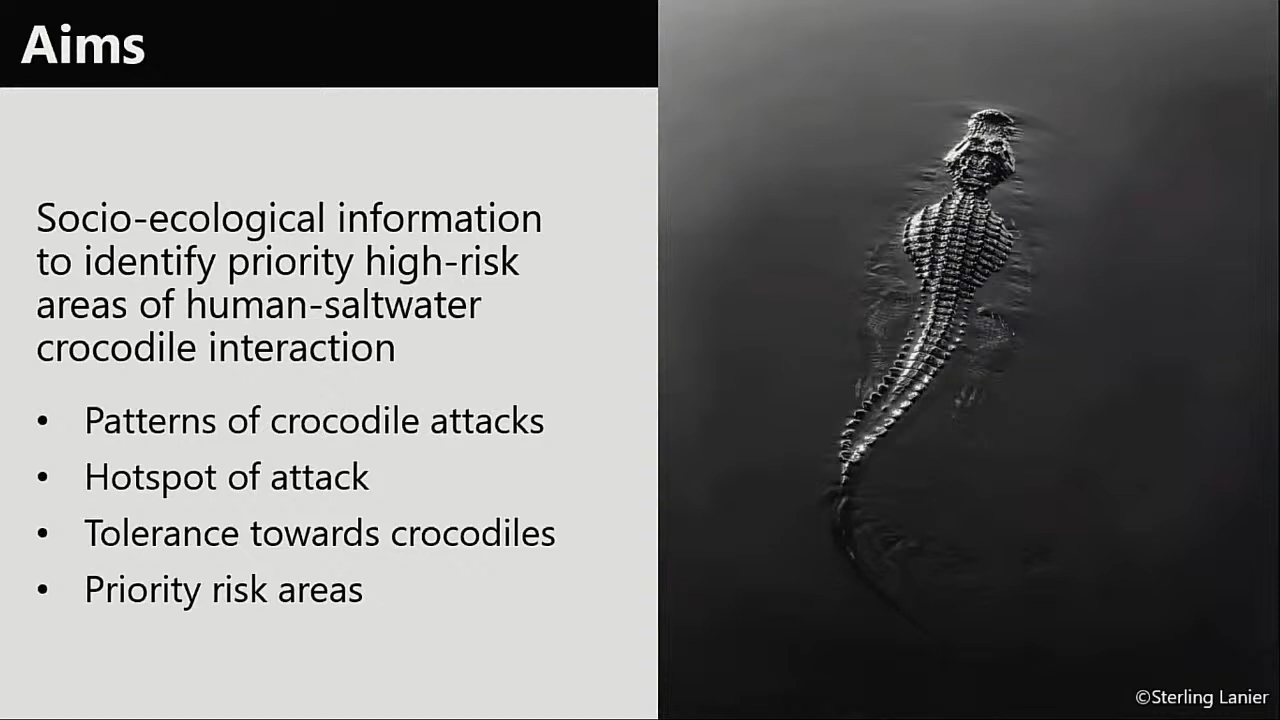 Aims
Socio-ecological information
to identify priority high-risk
areas of human-saltwater
crocodile interaction
• Patterns of crocodile attacks
• Hotspot of attack
• Tolerance towards crocodiles
• Priority risk areas
©Sterling Lanier